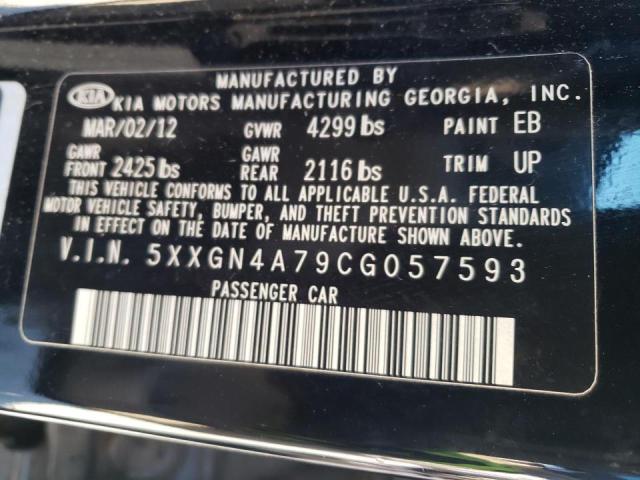 MANUFACTURED BY
KIA KIA MOTORS MANUFACTURING GEORGIA, INC.
MAR/02/12 GVWR 4299 lbs PAINT EB
GAWR FRONT 2425 lbs GAWR REAR 2116 lbs TRIM UP
THIS VEHICLE CONFORMS TO ALL APPLICABLE U.S.A. FEDERAL
MOTOR VEHICLE SAFETY, BUMPER, AND THEFT PREVENTION STANDARDS
IN EFFECT ON THE DATE OF MANUFACTURE SHOWN ABOVE.
V.I.N. 5XXGN4A79CG057593
PASSENGER CAR